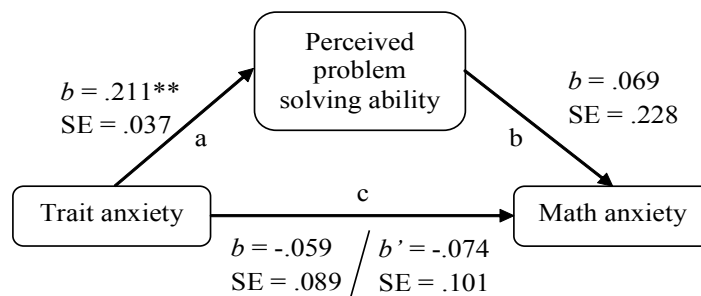 Perceived
problem
solving ability
b = .211**
SE = .037
a
b = .069
SE = .228
b
Trait anxiety
c
Math anxiety
b = -.059
SE = .089
b’ = -.074
SE = .101